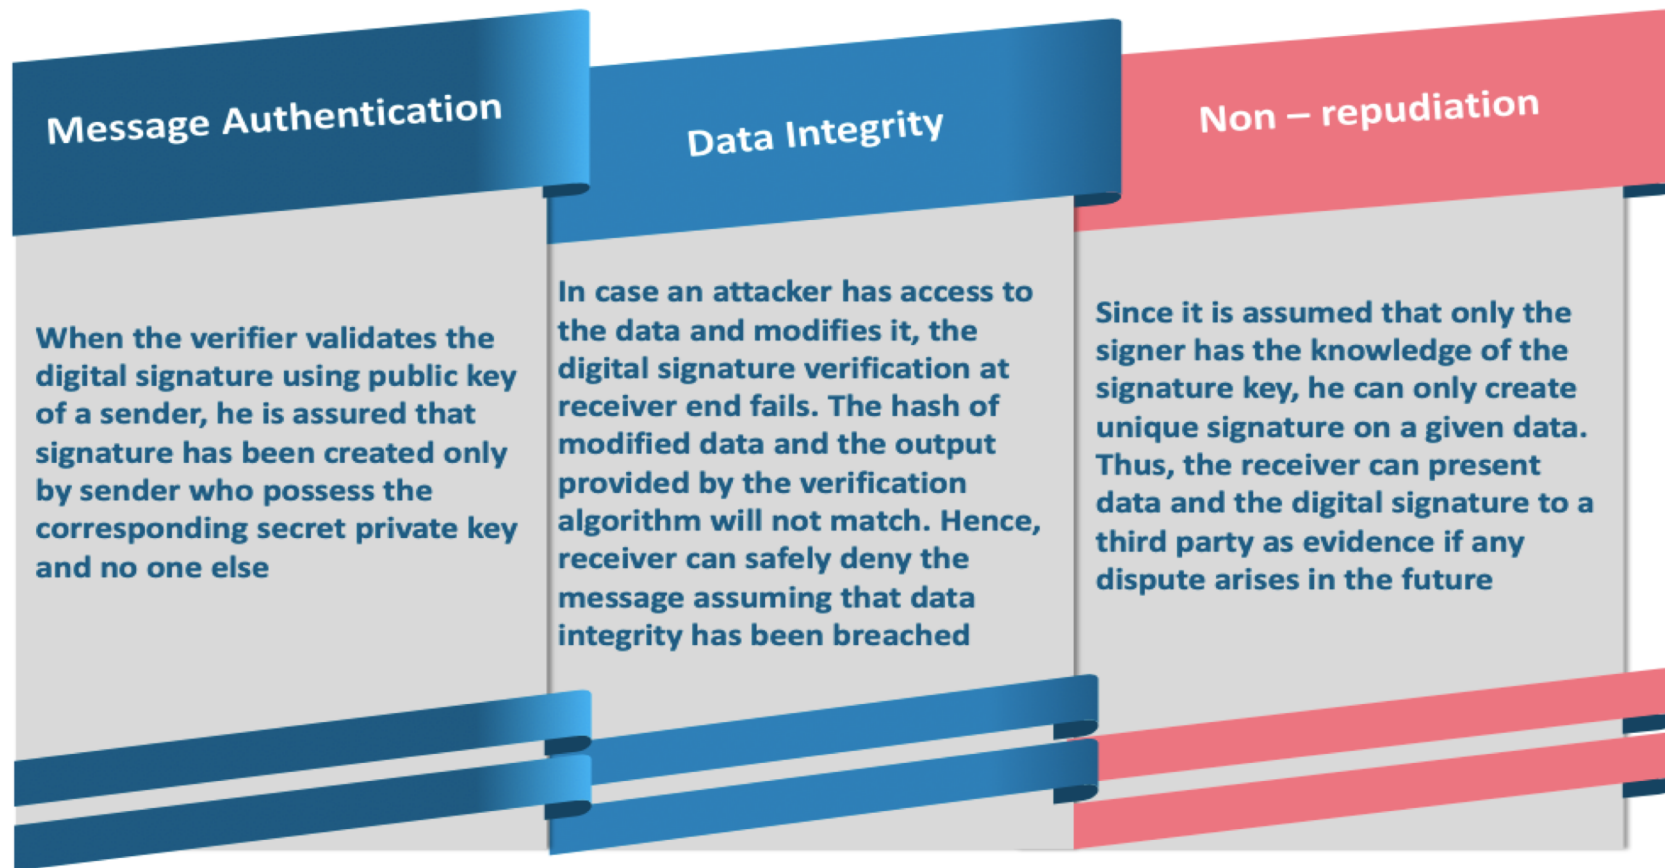 Message Authentication
When the verifier validates the
digital signature using public key
of a sender, he is assured that
signature has been created only
by sender who possess the
corresponding secret private key
and no one else
Data Integrity
In case an attacker has access to
the data and modifies it, the
digital signature verification at
receiver end fails. The hash of
modified data and the output
provided by the verification
algorithm will not match. Hence,
receiver can safely deny the
message assuming that data
integrity has been breached
Non – repudiation
Since it is assumed that only the
signer has the knowledge of the
signature key, he can only create
unique signature on a given data.
Thus, the receiver can present
data and the digital signature to a
third party as evidence if any
dispute arises in the future